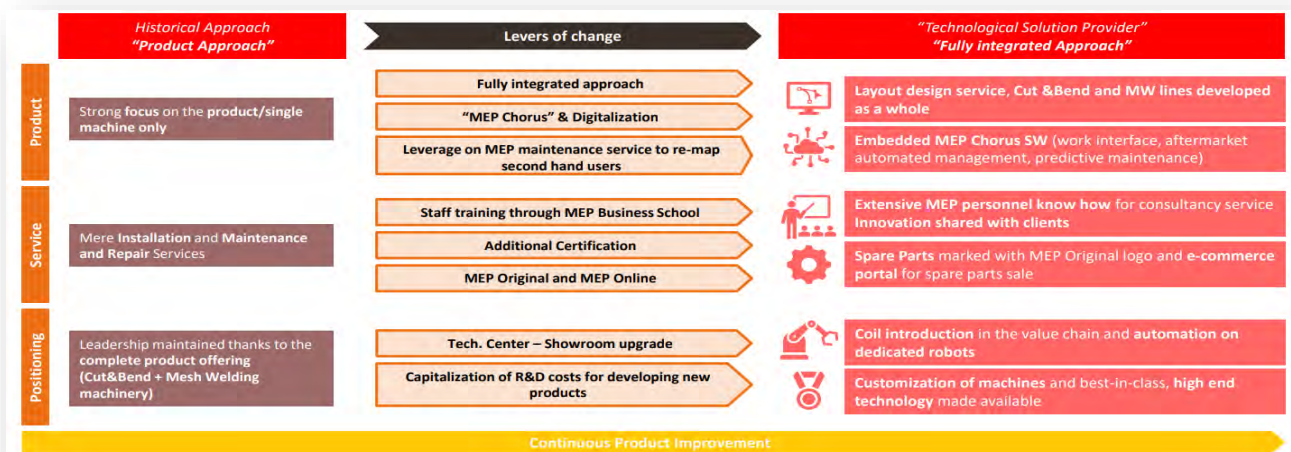 Historical Approach
“Product Approach”
Levers of change
“Technological Solution Provider”
“Fully integrated Approach”
Product
Strong focus on the product/single
machine only
Fully integrated approach
“MEP Chorus” & Digitalization
Leverage on MEP maintenance service to re-map
second hand users
Layout design service, Cut &Bend and MW lines developed
as a whole
Embedded MEP Chorus SW (work interface, aftermarket
automated management, predictive maintenance)
Service
Mere Installation and Maintenance
and Repair Services
Staff training through MEP Business School
Additional Certification
MEP Original and MEP Online
Extensive MEP personnel know how for consultancy service
Innovation shared with clients
Spare Parts marked with MEP Original logo and e-commerce
portal for spare parts sale
Positioning
Leadership maintained thanks to the
complete product offering
(Cut&Bend + Mesh Welding
machinery)
Tech. Center – Showroom upgrade
Capitalization of R&D costs for developing new
products
Coil introduction in the value chain and automation on
dedicated robots
Customization of machines and best-in-class, high end
technology made available
Continuous Product Improvement